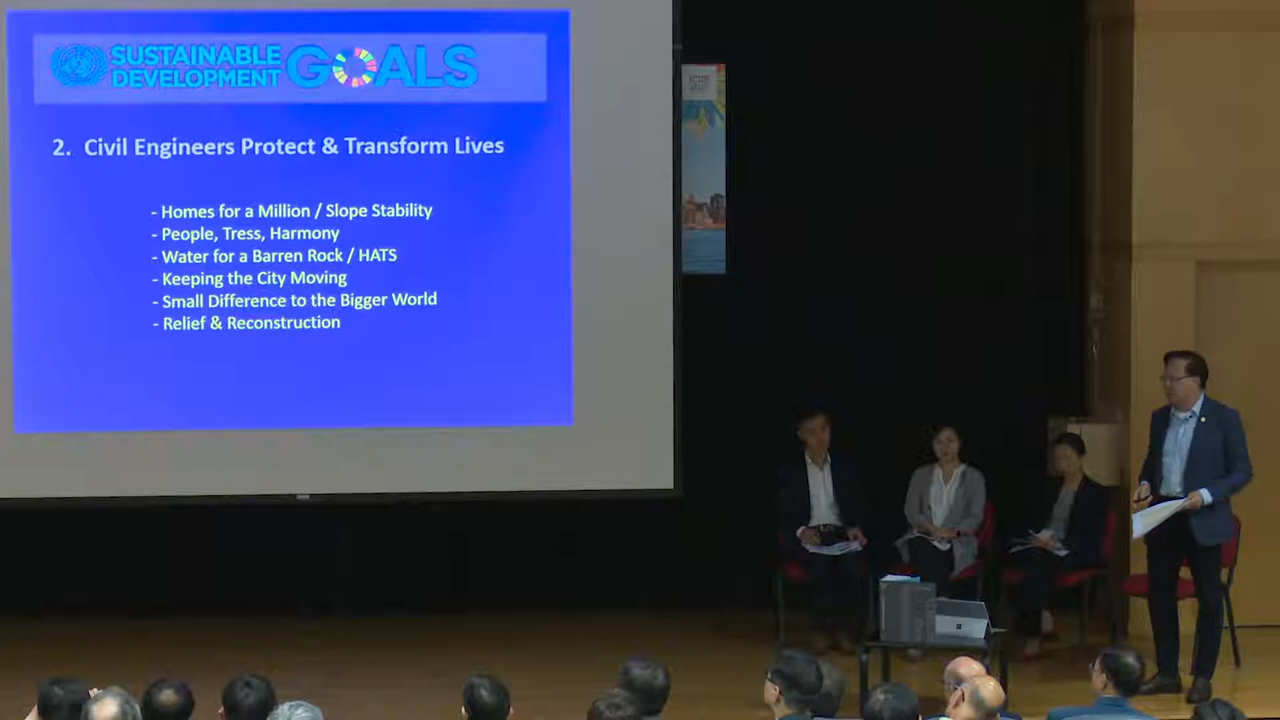 SUSTAINABLE
DEVELOPMENT
GOALS
2. Civil Engineers Protect & Transform Lives
- Homes for a Million / Slope Stability
- People, Tress, Harmony
- Water for a Barren Rock / HATS
- Keeping the City Moving
- Small Difference to the Bigger World
- Relief & Reconstruction